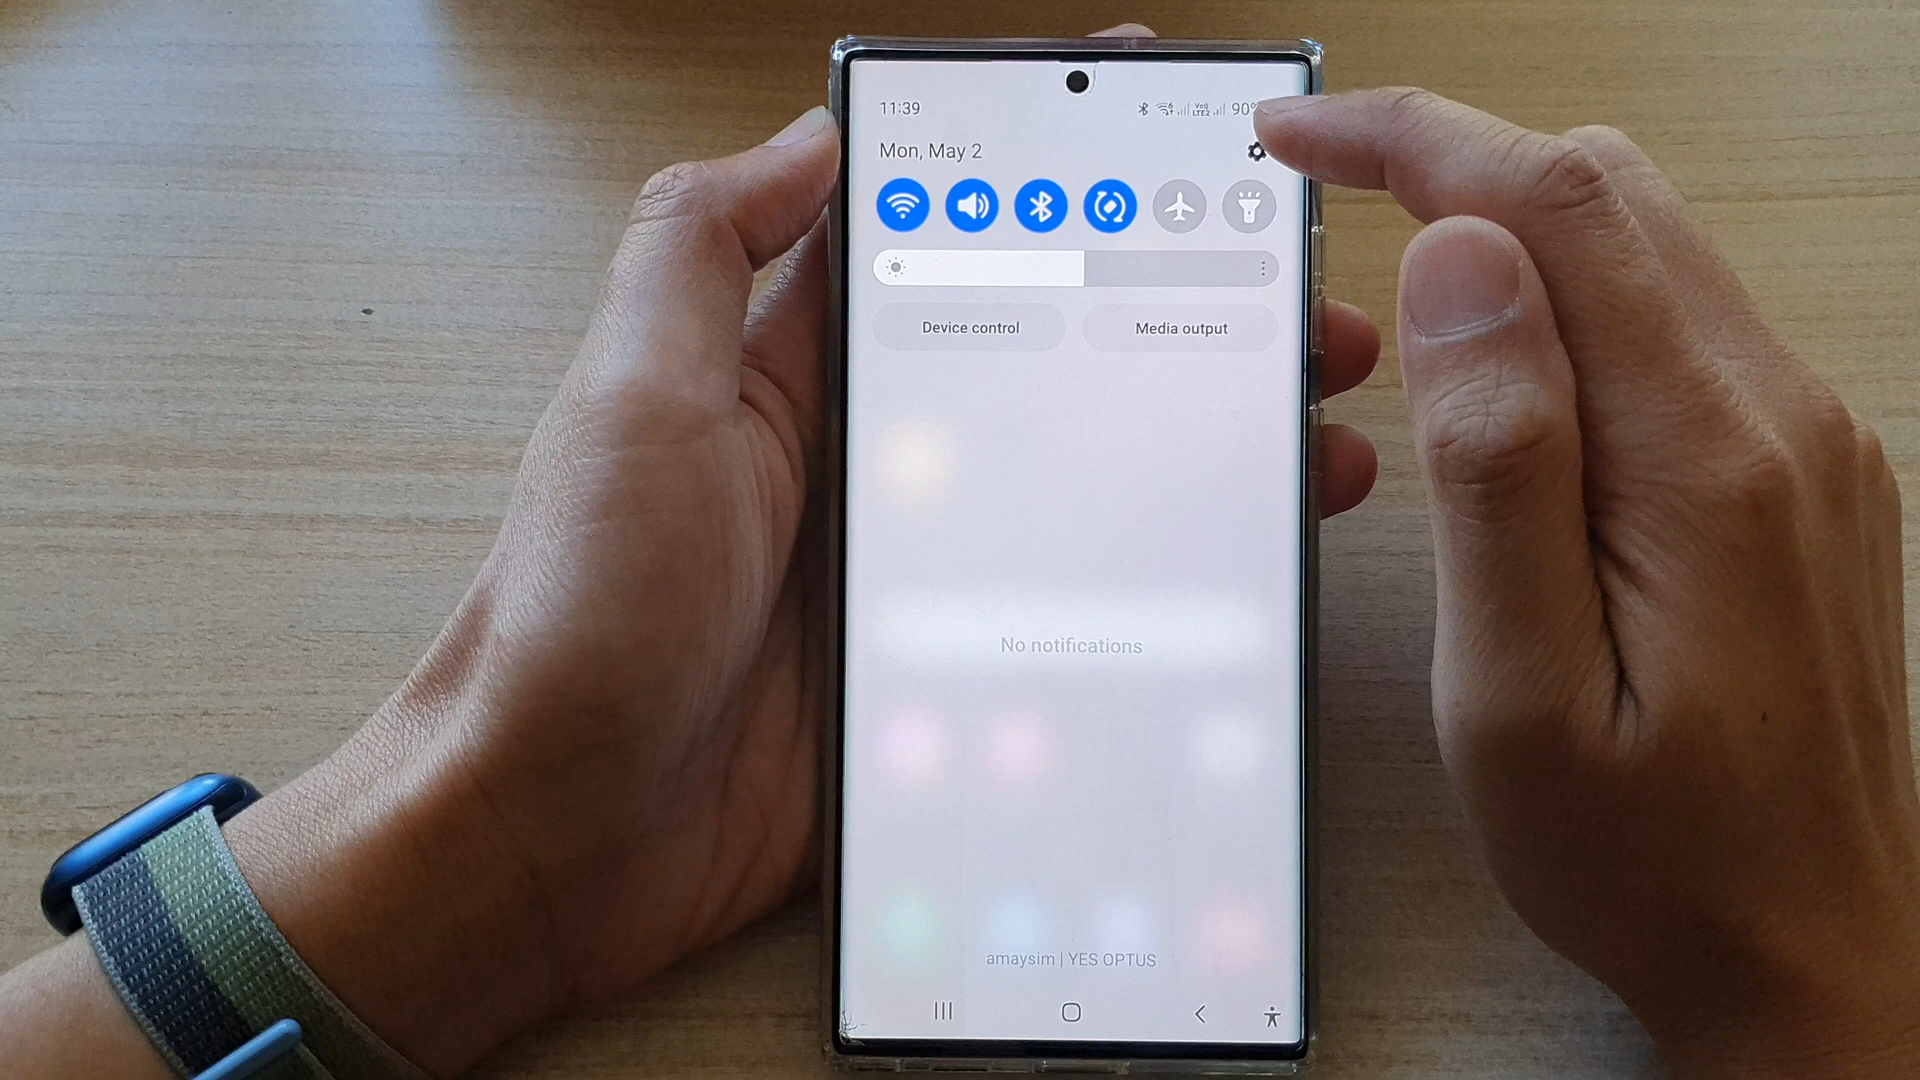 11:39 90%
Mon, May 2
Device control Media output
No notifications
amaysim | YES OPTUS